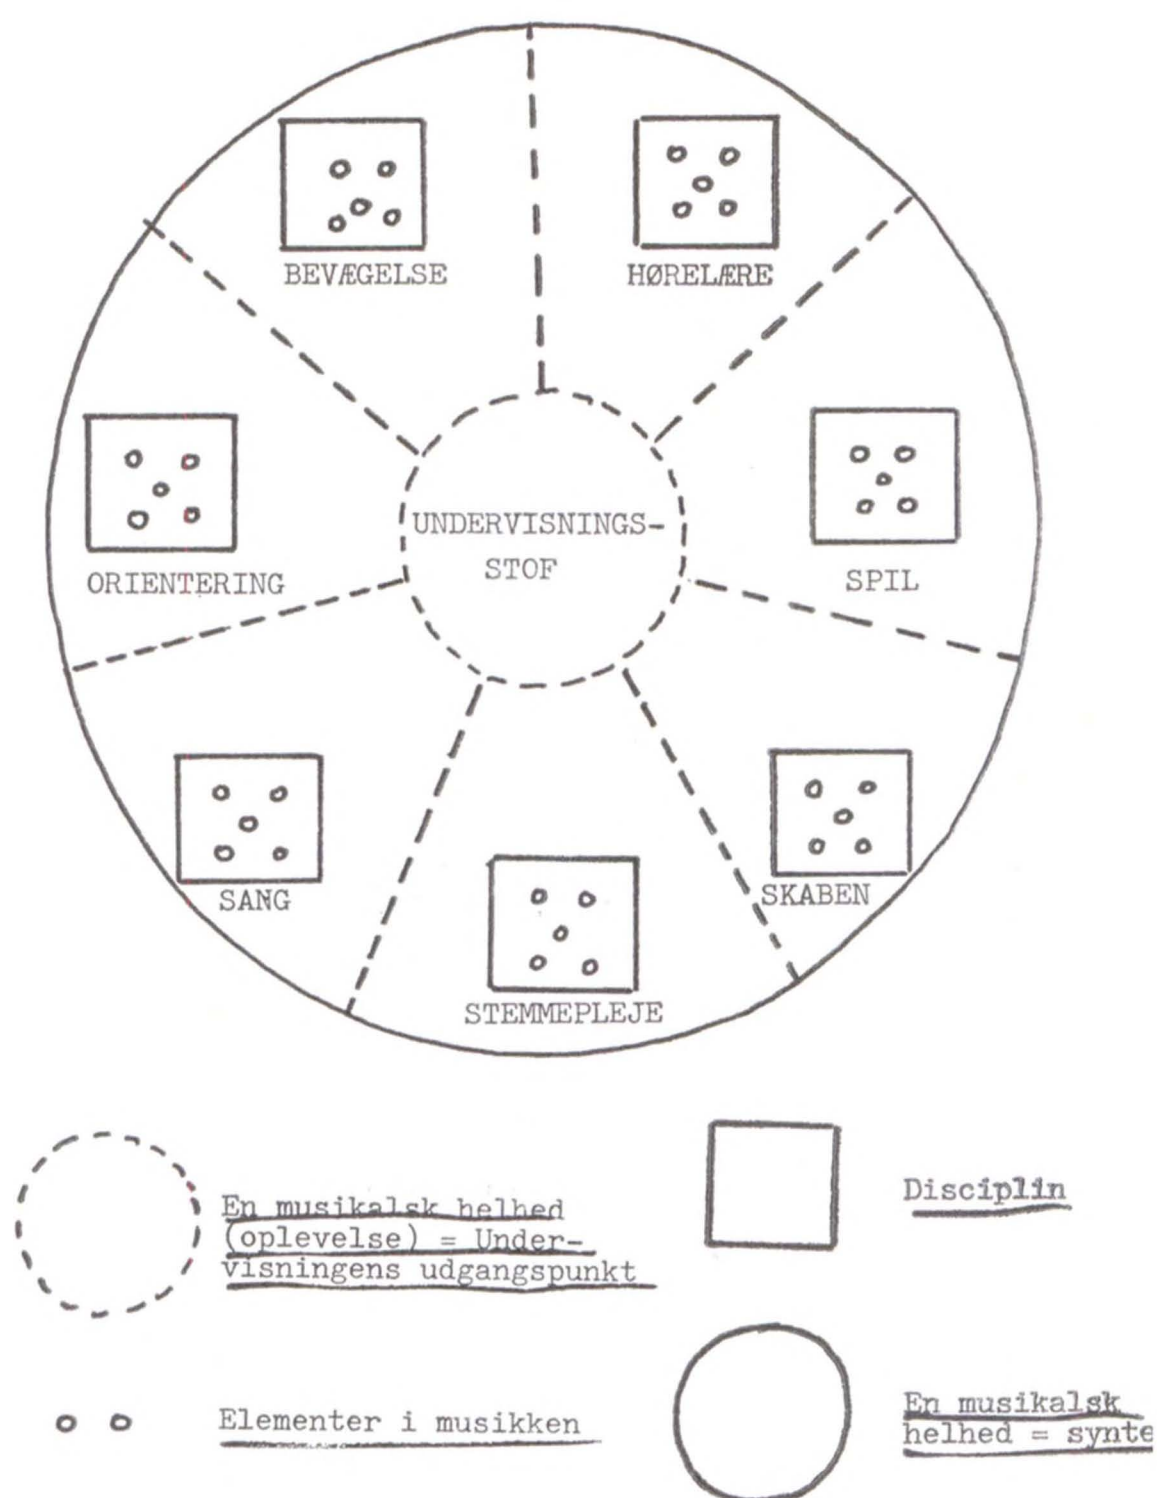 BEVÆGELSE
HØRELÆRE
ORIENTERING
UNDERVISNINGS-
STOF
SPIL
SANG
SKABEN
STEMMEPLEJE
En musikalsk helhed
(oplevelse) = Under-
visningens udgangspunkt
Disciplin
Elementer i musikken
En musikalsk
helhed = synte